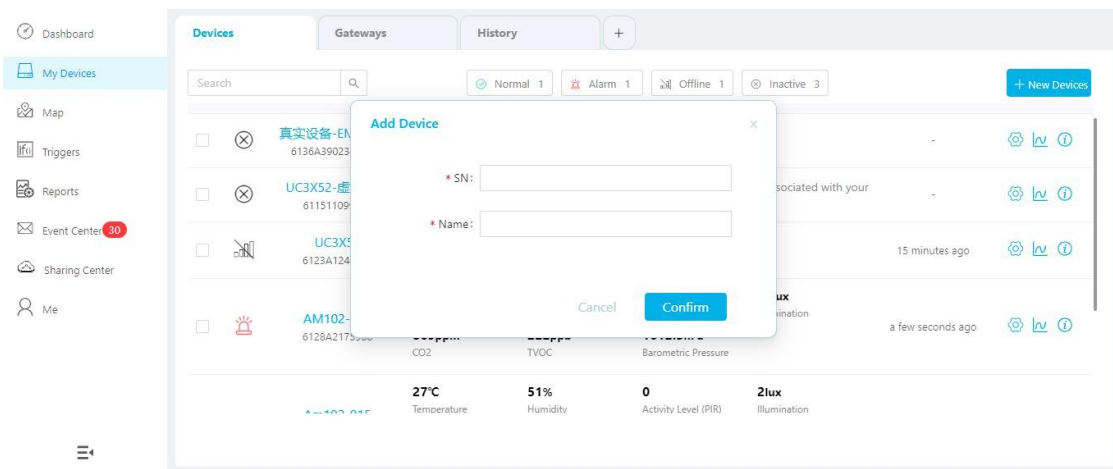 Dashboard
My Devices
Map
Triggers
Reports
Event Center 30
Sharing Center
Me
Devices
Gateways
History
+
Search
Normal 1
Alarm 1
Offline 1
Inactive 3
+ New Devices
真实设备-EM
6136A39023
-
UC3X52-虚
61151109
sociated with your
-
UC3X5
6123A124
15 minutes ago
AM102-
6128A2175
ux
ination
a few seconds ago
CO2
TVOC
Barometric Pressure
27℃
51%
0
2lux
Temperature
Humidity
Activity Level (PIR)
Illumination
Add Device
×
* SN:
* Name:
Cancel
Confirm